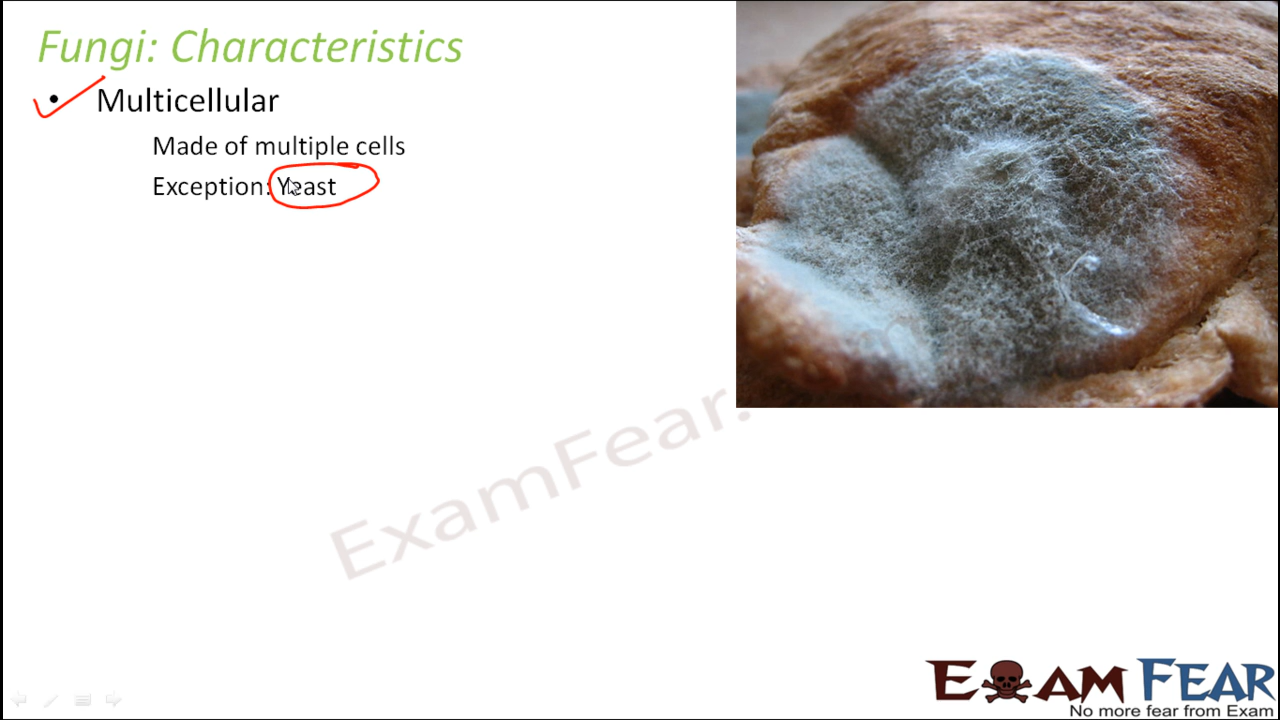 Fungi: Characteristics
• Multicellular
Made of multiple cells
Exception: Yeast
ExamFear.
EXAM FEAR
No more fear from Exam